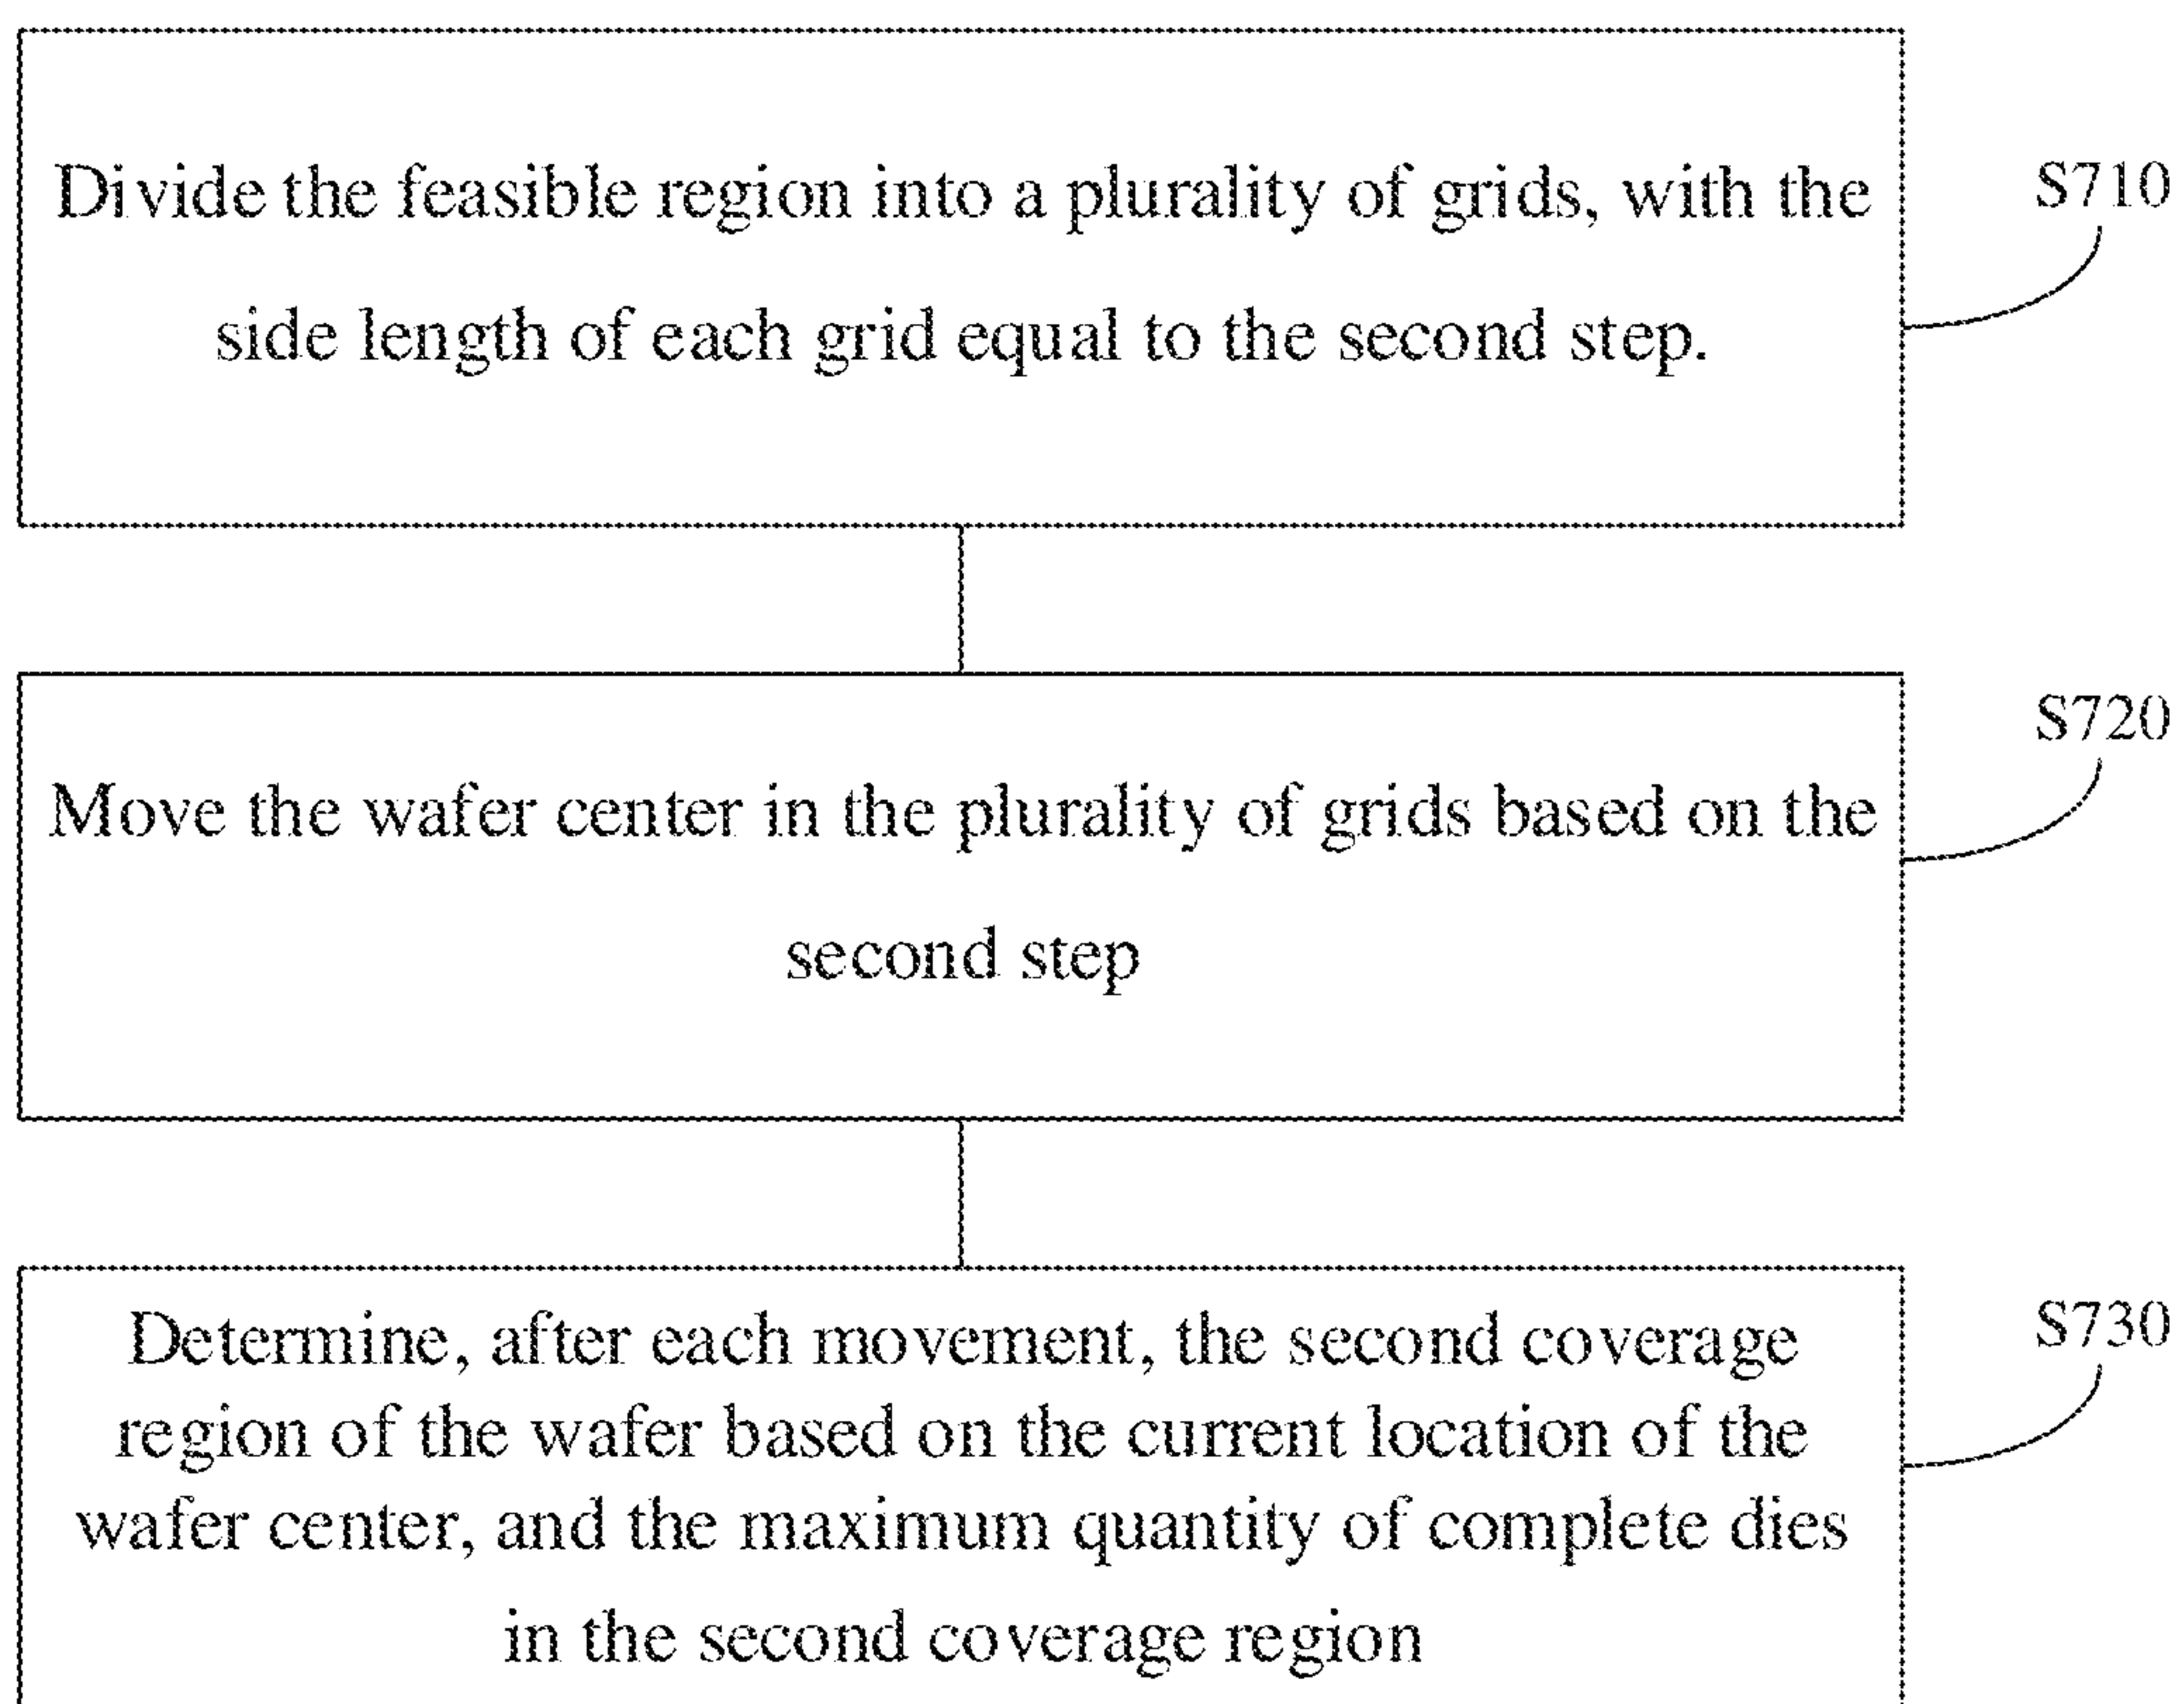 Divide the feasible region into a plurality of grids, with the
side length of each grid equal to the second step.
S710
Move the wafer center in the plurality of grids based on the
second step
S720
Determine, after each movement, the second coverage
region of the wafer based on the current location of the
wafer center, and the maximum quantity of complete dies
in the second coverage region
S730